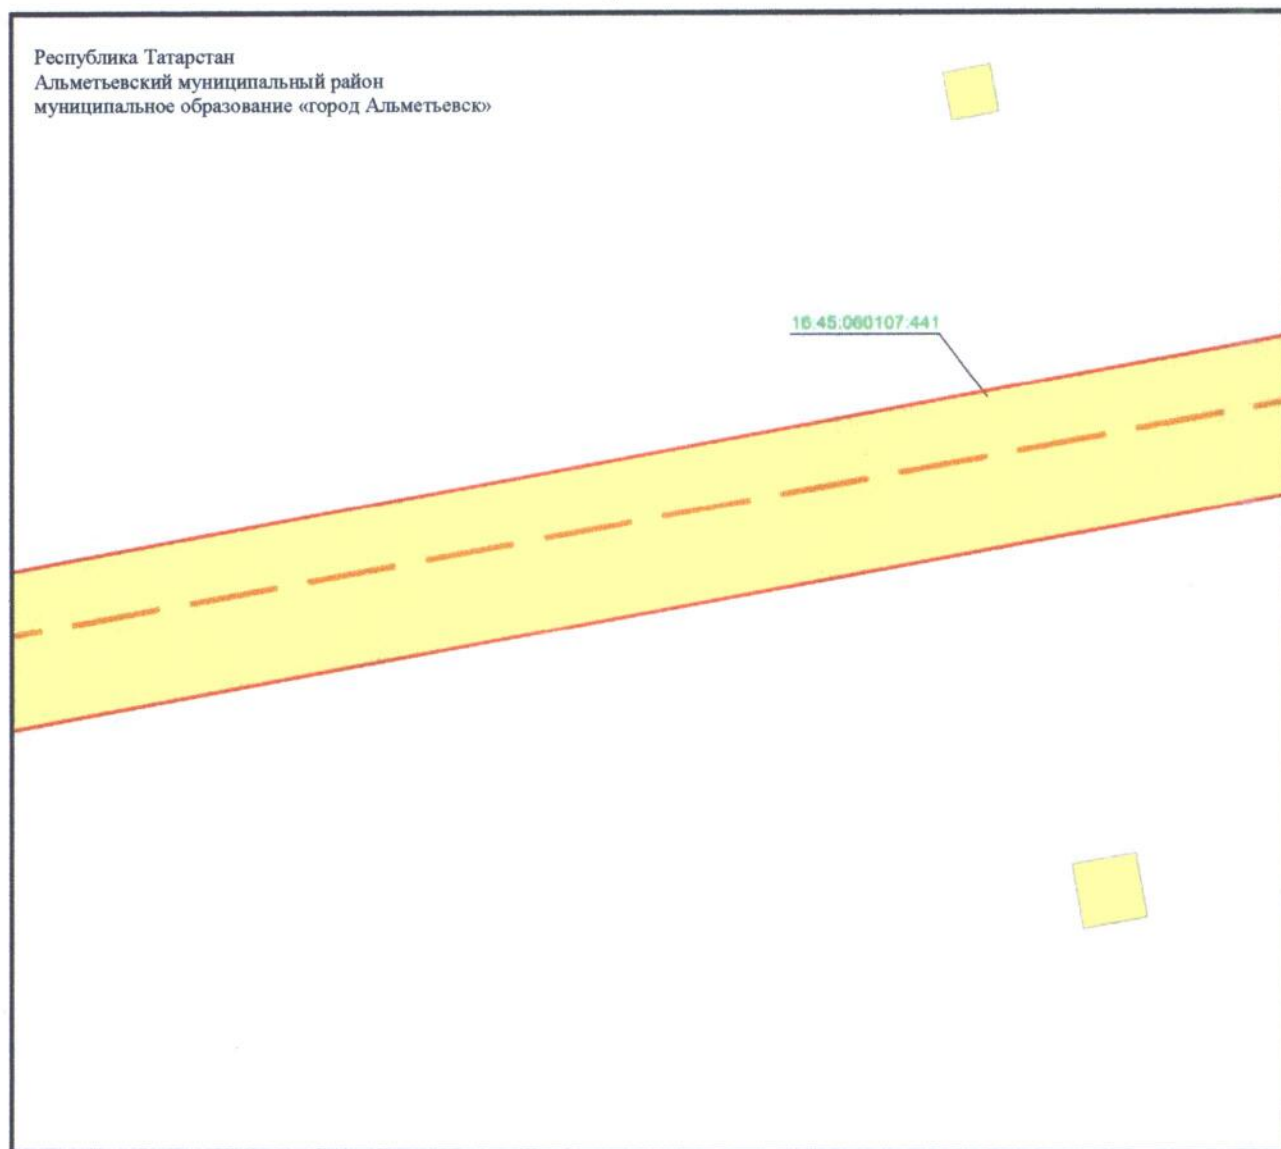 Республика Татарстан
Альметьевский муниципальный район
муниципальное образование «город Альметьевск»
16:45:060107:441